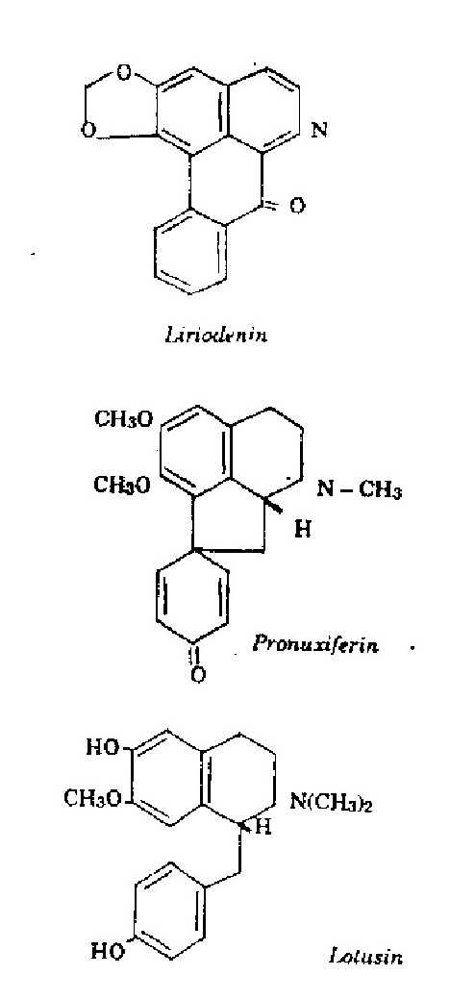 O
O
N
O
Liriodenin
CH3O
CH3O
N – CH3
H
Pronuxiferin
O
HO
CH3O
N(CH3)2
H
HO
Lotusin